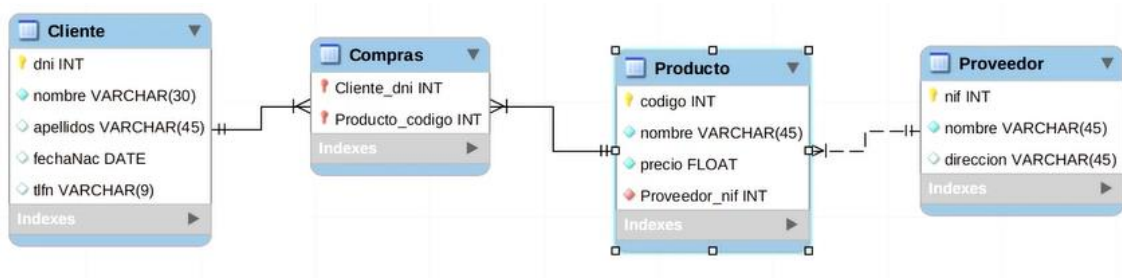 Cliente
dni INT
nombre VARCHAR(30)
apellidos VARCHAR(45)
fechaNac DATE
tlfn VARCHAR(9)
Indexes
Compras
Cliente_dni INT
Producto_codigo INT
Indexes
Producto
codigo INT
nombre VARCHAR(45)
precio FLOAT
Proveedor_nif INT
Indexes
Proveedor
nif INT
nombre VARCHAR(45)
direccion VARCHAR(45)
Indexes